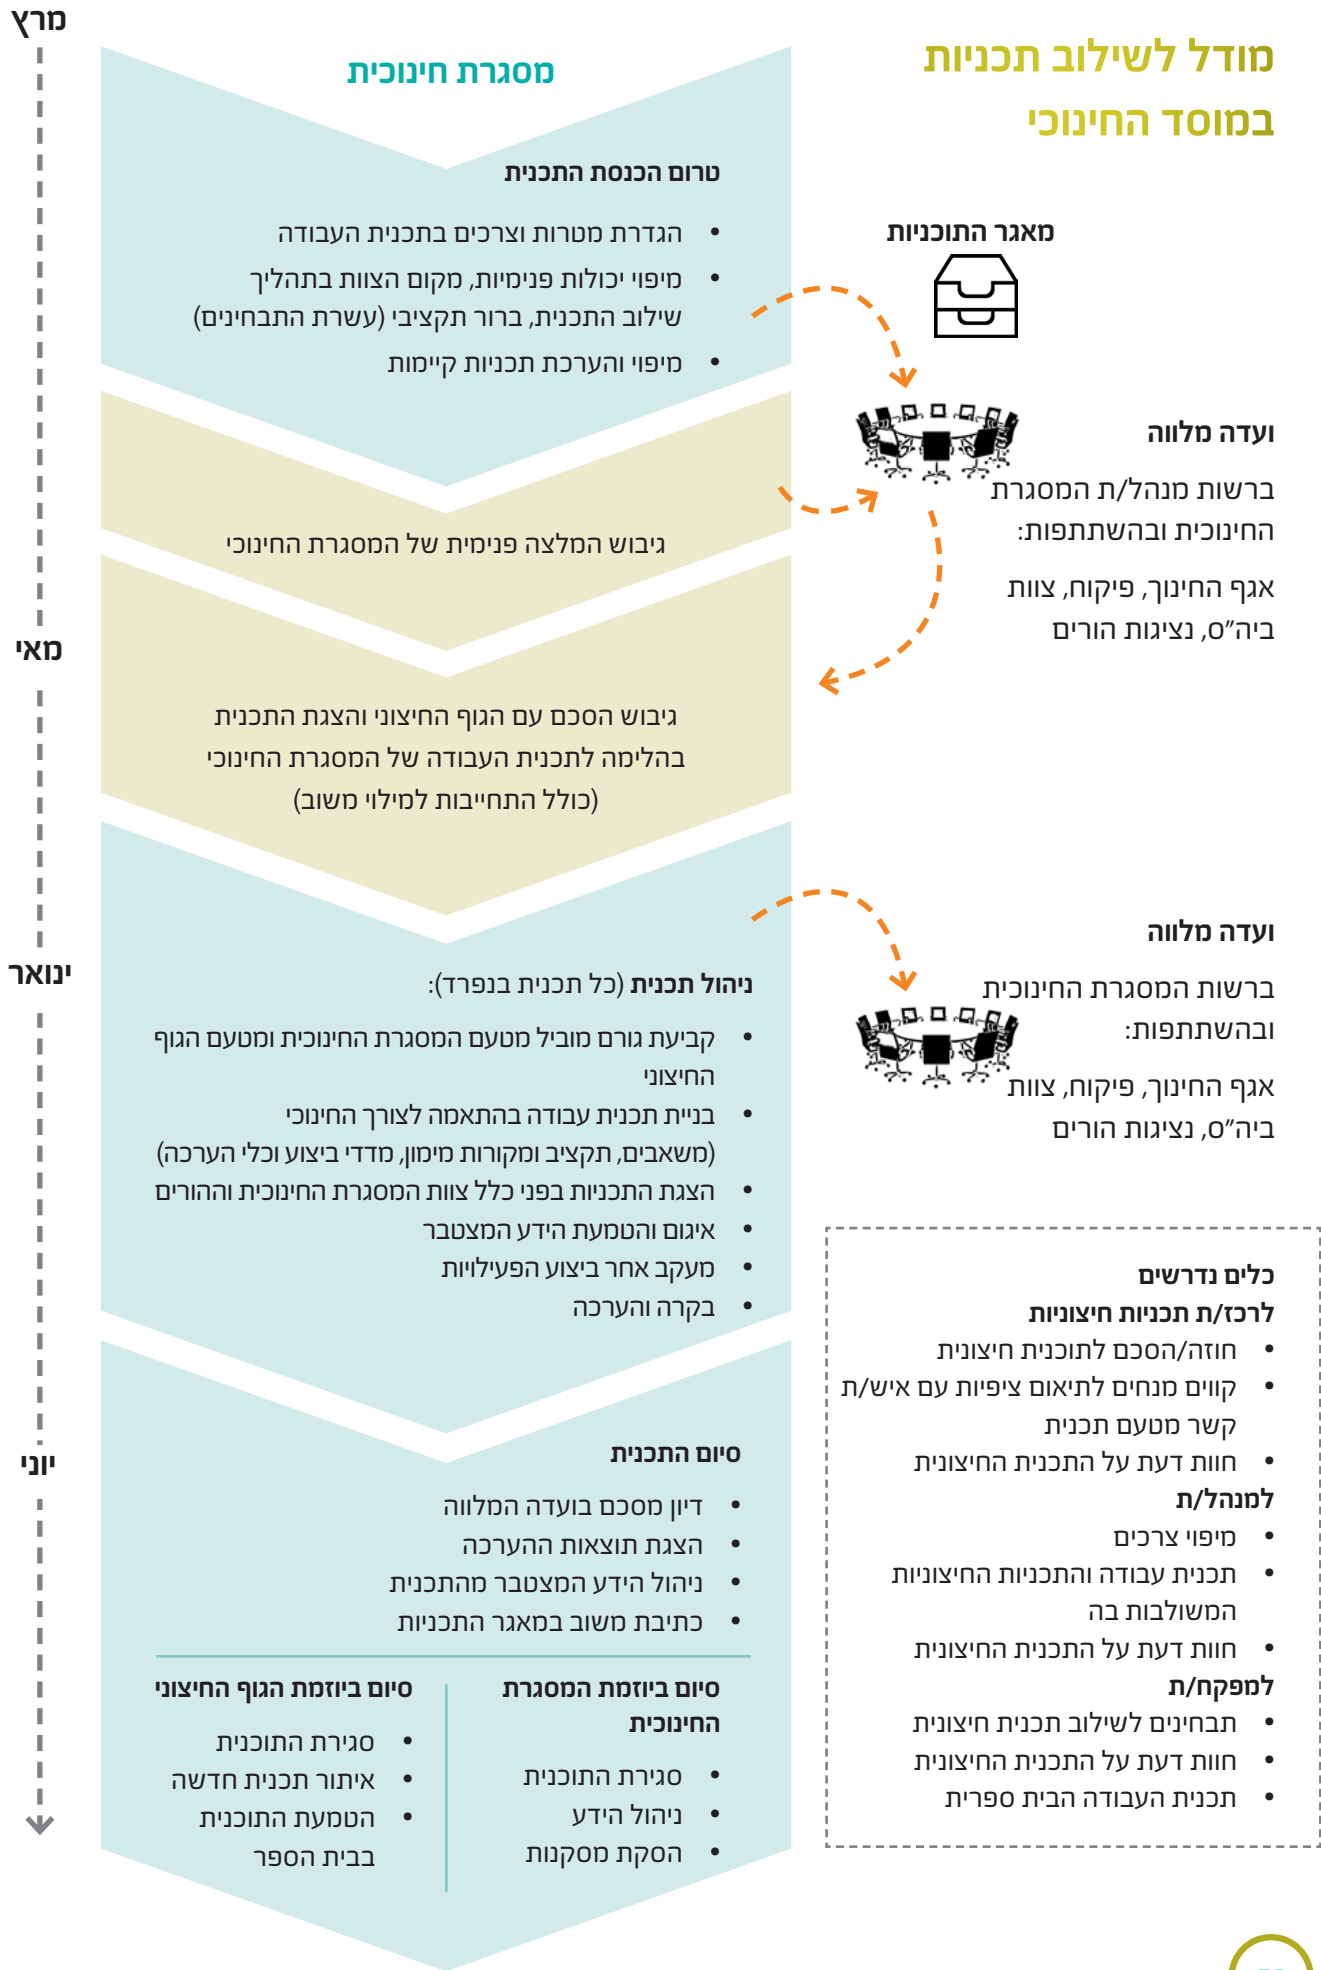 מודל לשילוב תכניות
במוסד החינוכי
מסגרת חינוכית
מרץ
מאי
ינואר
יוני
טרום הכנסת התכנית
• הגדרת מטרות וצרכים בתכנית העבודה
• מיפוי יכולות פנימיות, מקום הצוות בתהליך
שילוב התכנית, ברור תקציבי (עשרת התבחינים)
• מיפוי והערכת תכניות קיימות
מאגר התוכניות
ועדה מלווה
ברשות מנהל/ת המסגרת
החינוכית ובהשתתפות:
אגף החינוך, פיקוח, צוות
ביה"ס, נציגות הורים
גיבוש המלצה פנימית של המסגרת החינוכי
גיבוש הסכם עם הגוף החיצוני והצגת התכנית
בהלימה לתכנית העבודה של המסגרת החינוכי
(כולל התחייבות למילוי משוב)
ועדה מלווה
ברשות המסגרת החינוכית
ובהשתתפות:
אגף החינוך, פיקוח, צוות
ביה"ס, נציגות הורים
ניהול תכנית (כל תכנית בנפרד):
• קביעת גורם מוביל מטעם המסגרת החינוכית ומטעם הגוף
החיצוני
• בניית תכנית עבודה בהתאמה לצורך החינוכי
(משאבים, תקציב ומקורות מימון, מדדי ביצוע וכלי הערכה)
• הצגת התכניות בפני כלל צוות המסגרת החינוכית וההורים
• איגום והטמעת הידע המצטבר
• מעקב אחר ביצוע הפעילויות
• בקרה והערכה
סיום התכנית
• דיון מסכם בועדה המלווה
• הצגת תוצאות ההערכה
• ניהול הידע המצטבר מהתכנית
• כתיבת משוב במאגר התכניות
סיום ביוזמת המסגרת
החינוכית
• סגירת התוכנית
• ניהול הידע
• הסקת מסקנות
סיום ביוזמת הגוף החיצוני
• סגירת התוכנית
• איתור תכנית חדשה
• הטמעת התוכנית
בבית הספר
כלים נדרשים
לרכז/ת תכניות חיצוניות
• חוזה/הסכם לתוכנית חיצונית
• קווים מנחים לתיאום ציפיות עם איש/ת
קשר מטעם תכנית
• חוות דעת על התכנית החיצונית
למנהל/ת
• מיפוי צרכים
• תכנית עבודה והתכניות החיצוניות
המשולבות בה
• חוות דעת על התכנית החיצונית
למפקח/ת
• תבחינים לשילוב תכנית חיצונית
• חוות דעת על התכנית החיצונית
• תכנית העבודה הבית ספרית